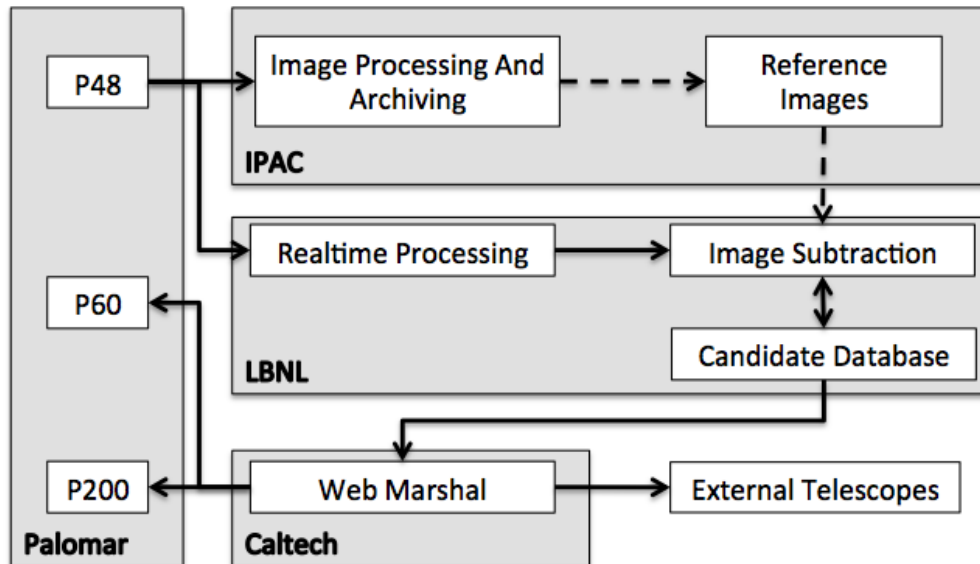 P48
Image Processing And
Archiving
Reference
Images
IPAC
Realtime Processing
Image Subtraction
P60
Candidate Database
LBNL
P200
Web Marshal
External Telescopes
Palomar
Caltech